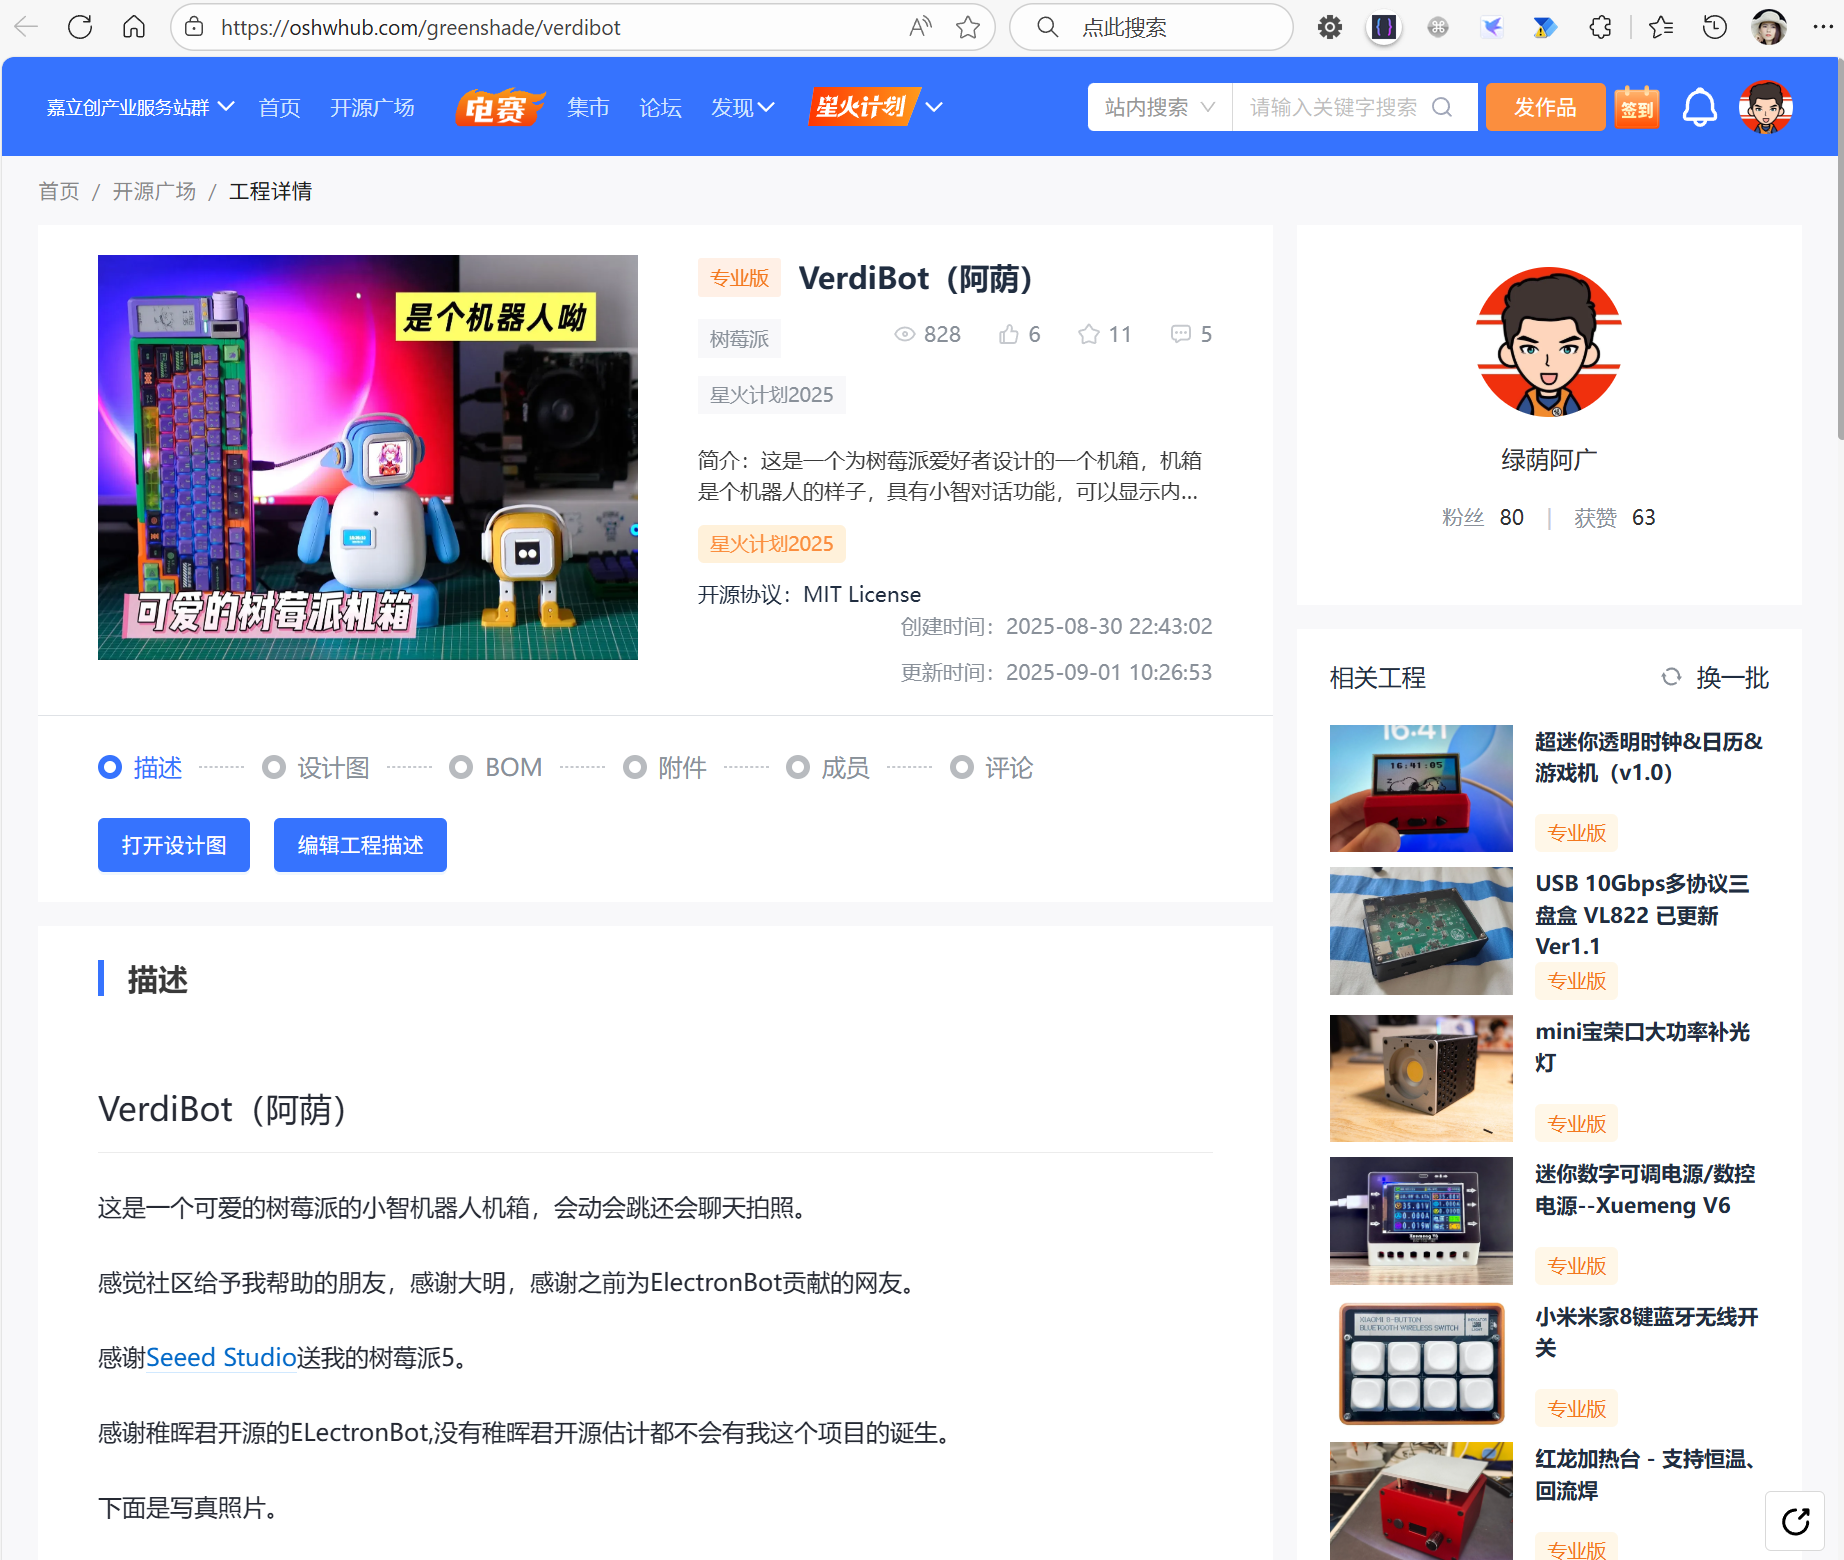 https://oshwhub.com/greenshade/verdibot
点此搜索
嘉立创产业服务站群
首页
开源广场
电赛
集市
论坛
发现
星火计划
站内搜索
请输入关键字搜索
发作品
签到
首页 / 开源广场 / 工程详情
是个机器人呦
可爱的树莓派机箱
专业版
VerdiBot（阿荫）
树莓派
828
6
11
5
星火计划2025
简介：这是一个为树莓派爱好者设计的一个机箱，机箱
是个机器人的样子，具有小智对话功能，可以显示内...
星火计划2025
开源协议：MIT License
创建时间：2025-08-30 22:43:02
更新时间：2025-09-01 10:26:53
描述
设计图
BOM
附件
成员
评论
打开设计图
编辑工程描述
描述
VerdiBot（阿荫）
这是一个可爱的树莓派的小智机器人机箱，会动会跳还会聊天拍照。
感觉社区给予我帮助的朋友，感谢大明，感谢之前为ElectronBot贡献的网友。
感谢Seeed Studio送我的树莓派5。
感谢稚晖君开源的ELectronBot,没有稚晖君开源估计都不会有我这个项目的诞生。
下面是写真照片。
绿荫阿广
粉丝 80 | 获赞 63
相关工程
换一批
16:41
16:41:05
超迷你透明时钟&日历&
游戏机（v1.0）
专业版
USB 10Gbps多协议三
盘盒 VL822 已更新
Ver1.1
专业版
mini宝荣口大功率补光
灯
专业版
迷你数字可调电源/数控
电源--Xuemeng V6
专业版
XIAOMI 8-BUTTON
BLUETOOTH WIRELESS SWITCH
小米米家8键蓝牙无线开
关
专业版
红龙加热台 - 支持恒温、
回流焊
专业版